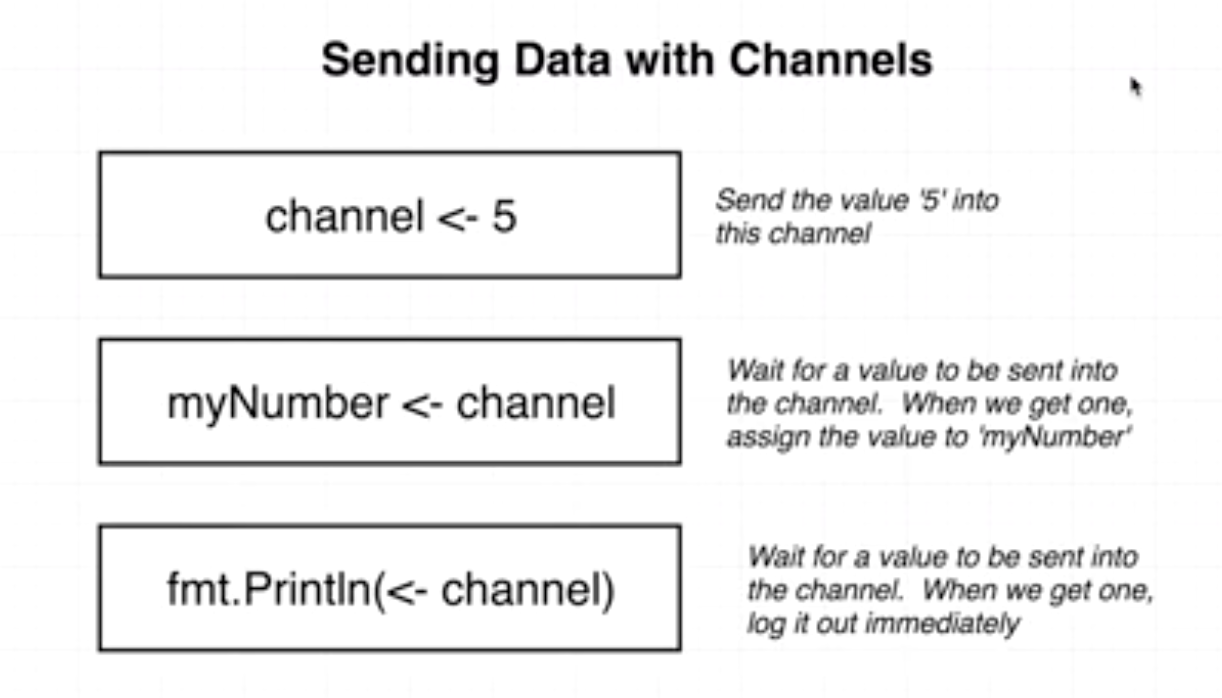 Sending Data with Channels
channel <- 5
Send the value '5' into
this channel
myNumber <- channel
Wait for a value to be sent into
the channel.  When we get one,
assign the value to 'myNumber'
fmt.Println(<- channel)
Wait for a value to be sent into
the channel.  When we get one,
log it out immediately